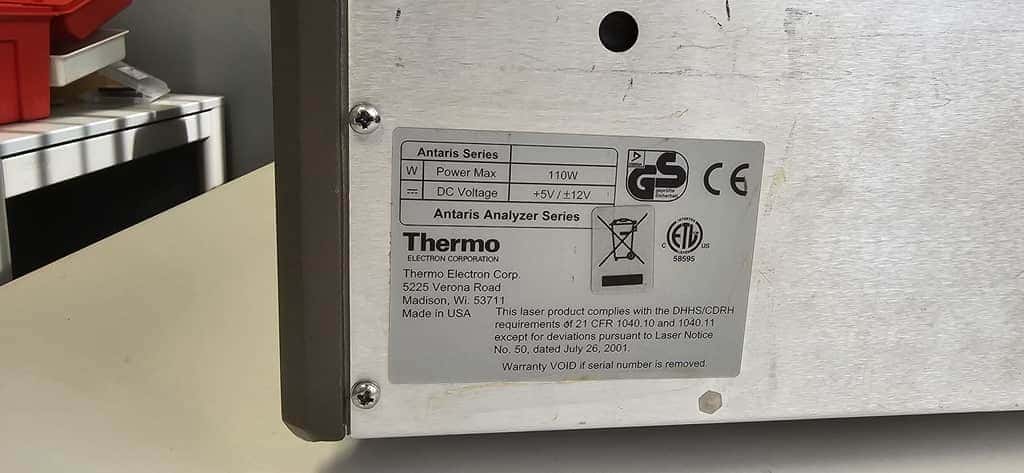 Antaris Series
W Power Max 110W
DC Voltage +5V / ±12V
Antaris Analyzer Series
GS
geprüfte
Sicherheit
CE
Thermo
ELECTRON CORPORATION
Thermo Electron Corp.
5225 Verona Road
Madison, Wi. 53711
Made in USA
C ETL US
58595
This laser product complies with the DHHS/CDRH
requirements of 21 CFR 1040.10 and 1040.11
except for deviations pursuant to Laser Notice
No. 50, dated July 26, 2001.
Warranty VOID if serial number is removed.